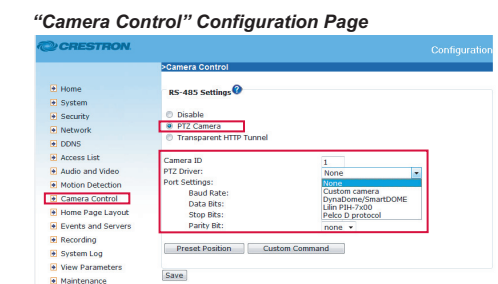 "Camera Control" Configuration Page
CRESTRON
Configuration
>Camera Control
Home
System
Security
Network
DDNS
Access List
Audio and Video
Motion Detection
Camera Control
Home Page Layout
Events and Servers
Recording
System Log
View Parameters
Maintenance
RS-485 Settings
Disable
PTZ Camera
Transparent HTTP Tunnel
Camera ID 1
PTZ Driver: None
Port Settings: None
Custom camera
Baud Rate: DynaDome/SmartDOME
Data Bits: Lilin PIH-7x00
Stop Bits: Pelco D protocol
Parity Bit: none
Preset Position Custom Command
Save